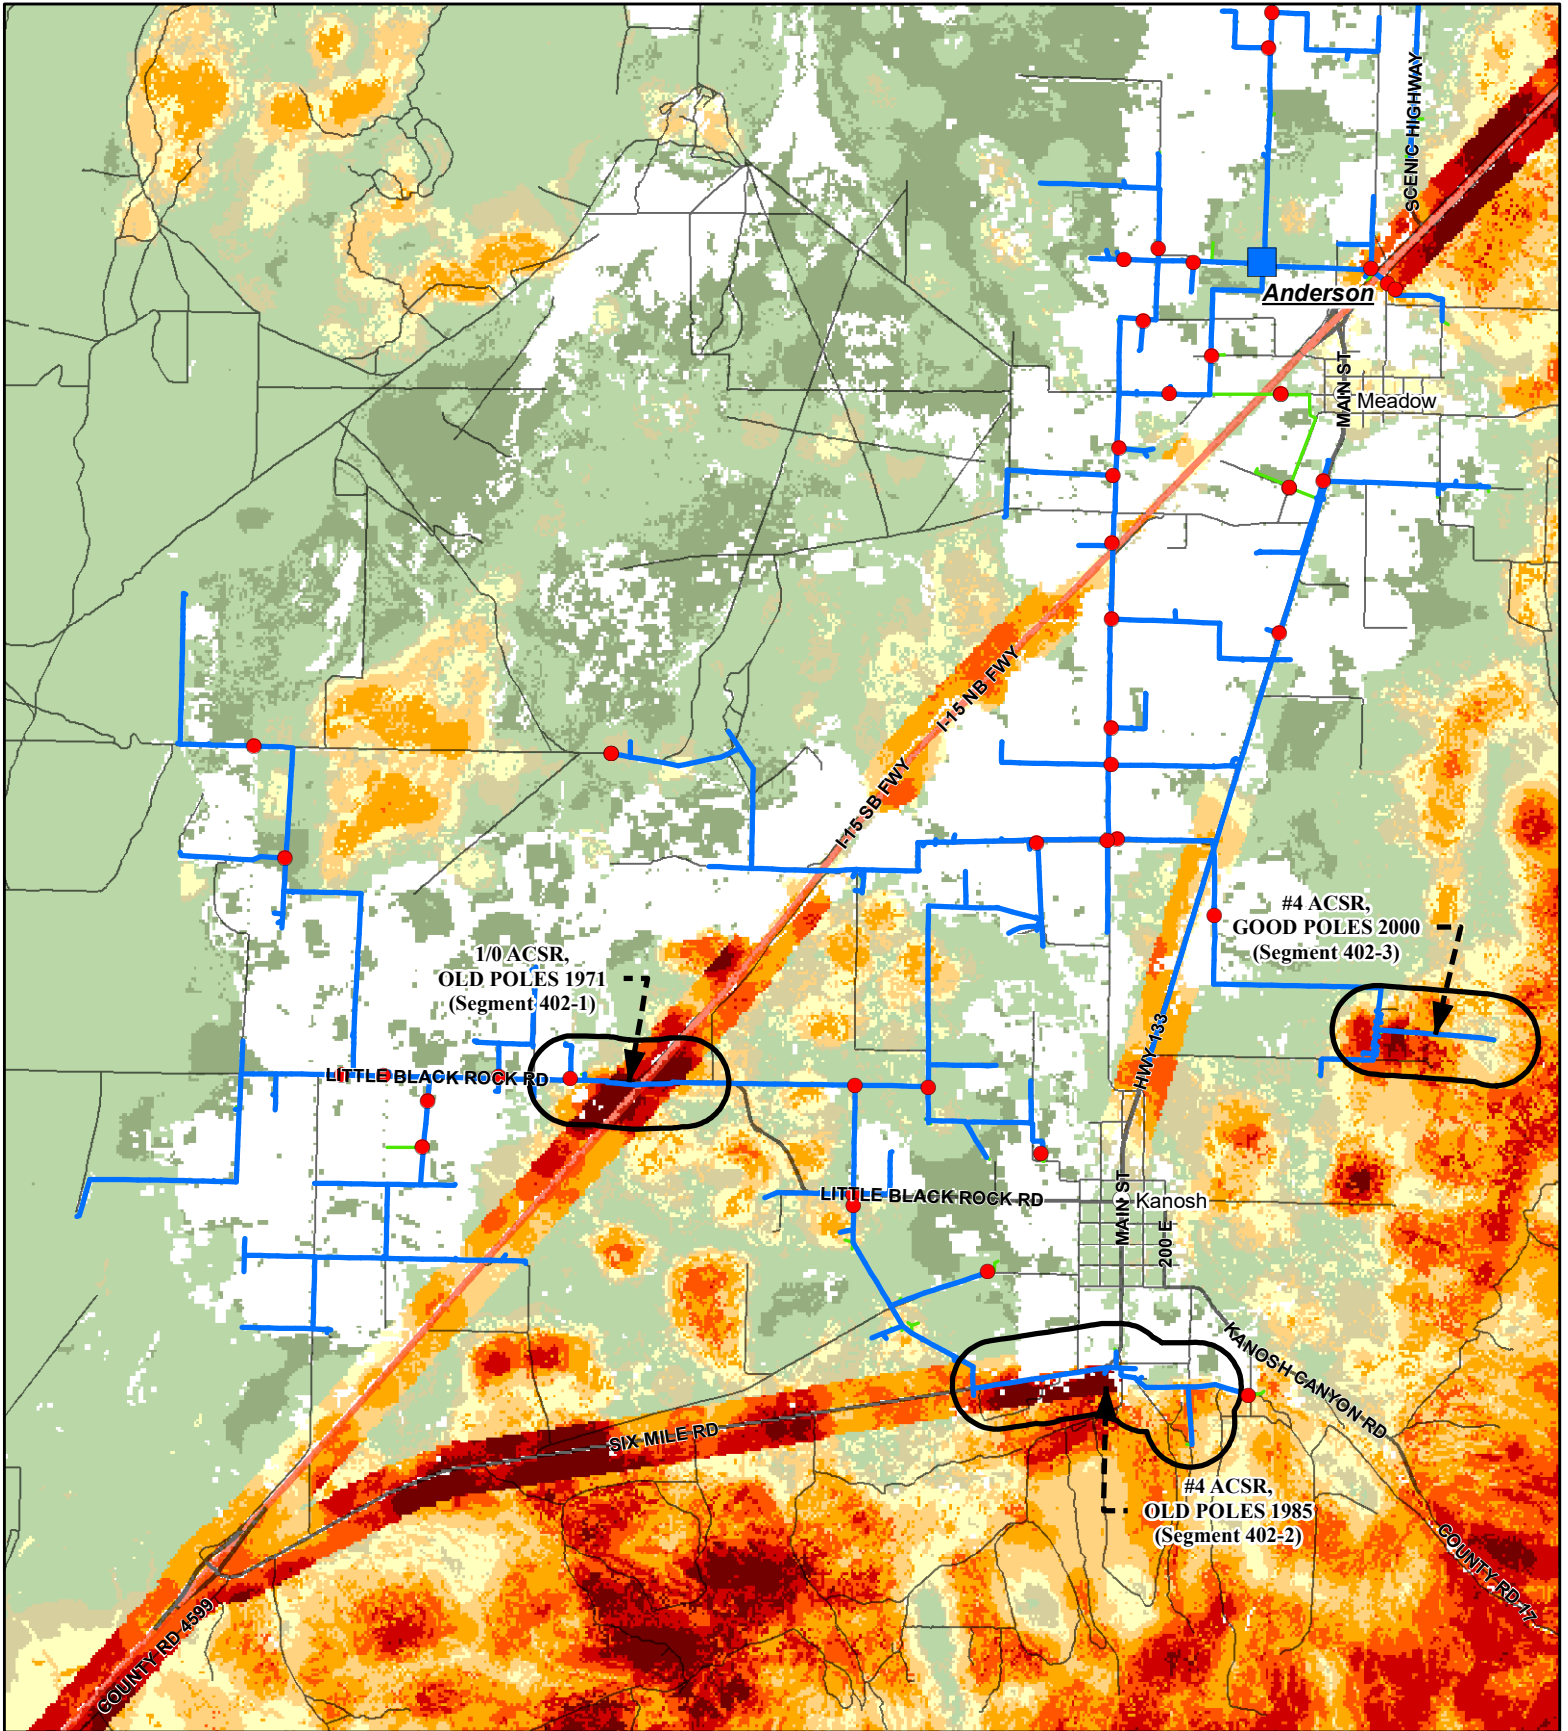 SCENIC HIGHWAY
Anderson
MAIN ST
Meadow
I-15 NB FWY
I-15 SB FWY
#4 ACSR,
GOOD POLES 2000
(Segment 402-3)
1/0 ACSR,
OLD POLES 1971
(Segment 402-1)
HWY 133
LITTLE BLACK ROCK RD
LITTLE BLACK ROCK RD
MAIN ST
Kanosh
200 E
KANOSH CANYON RD
SIX MILE RD
#4 ACSR,
OLD POLES 1985
(Segment 402-2)
COUNTY RD 17
COUNTY RD 4599